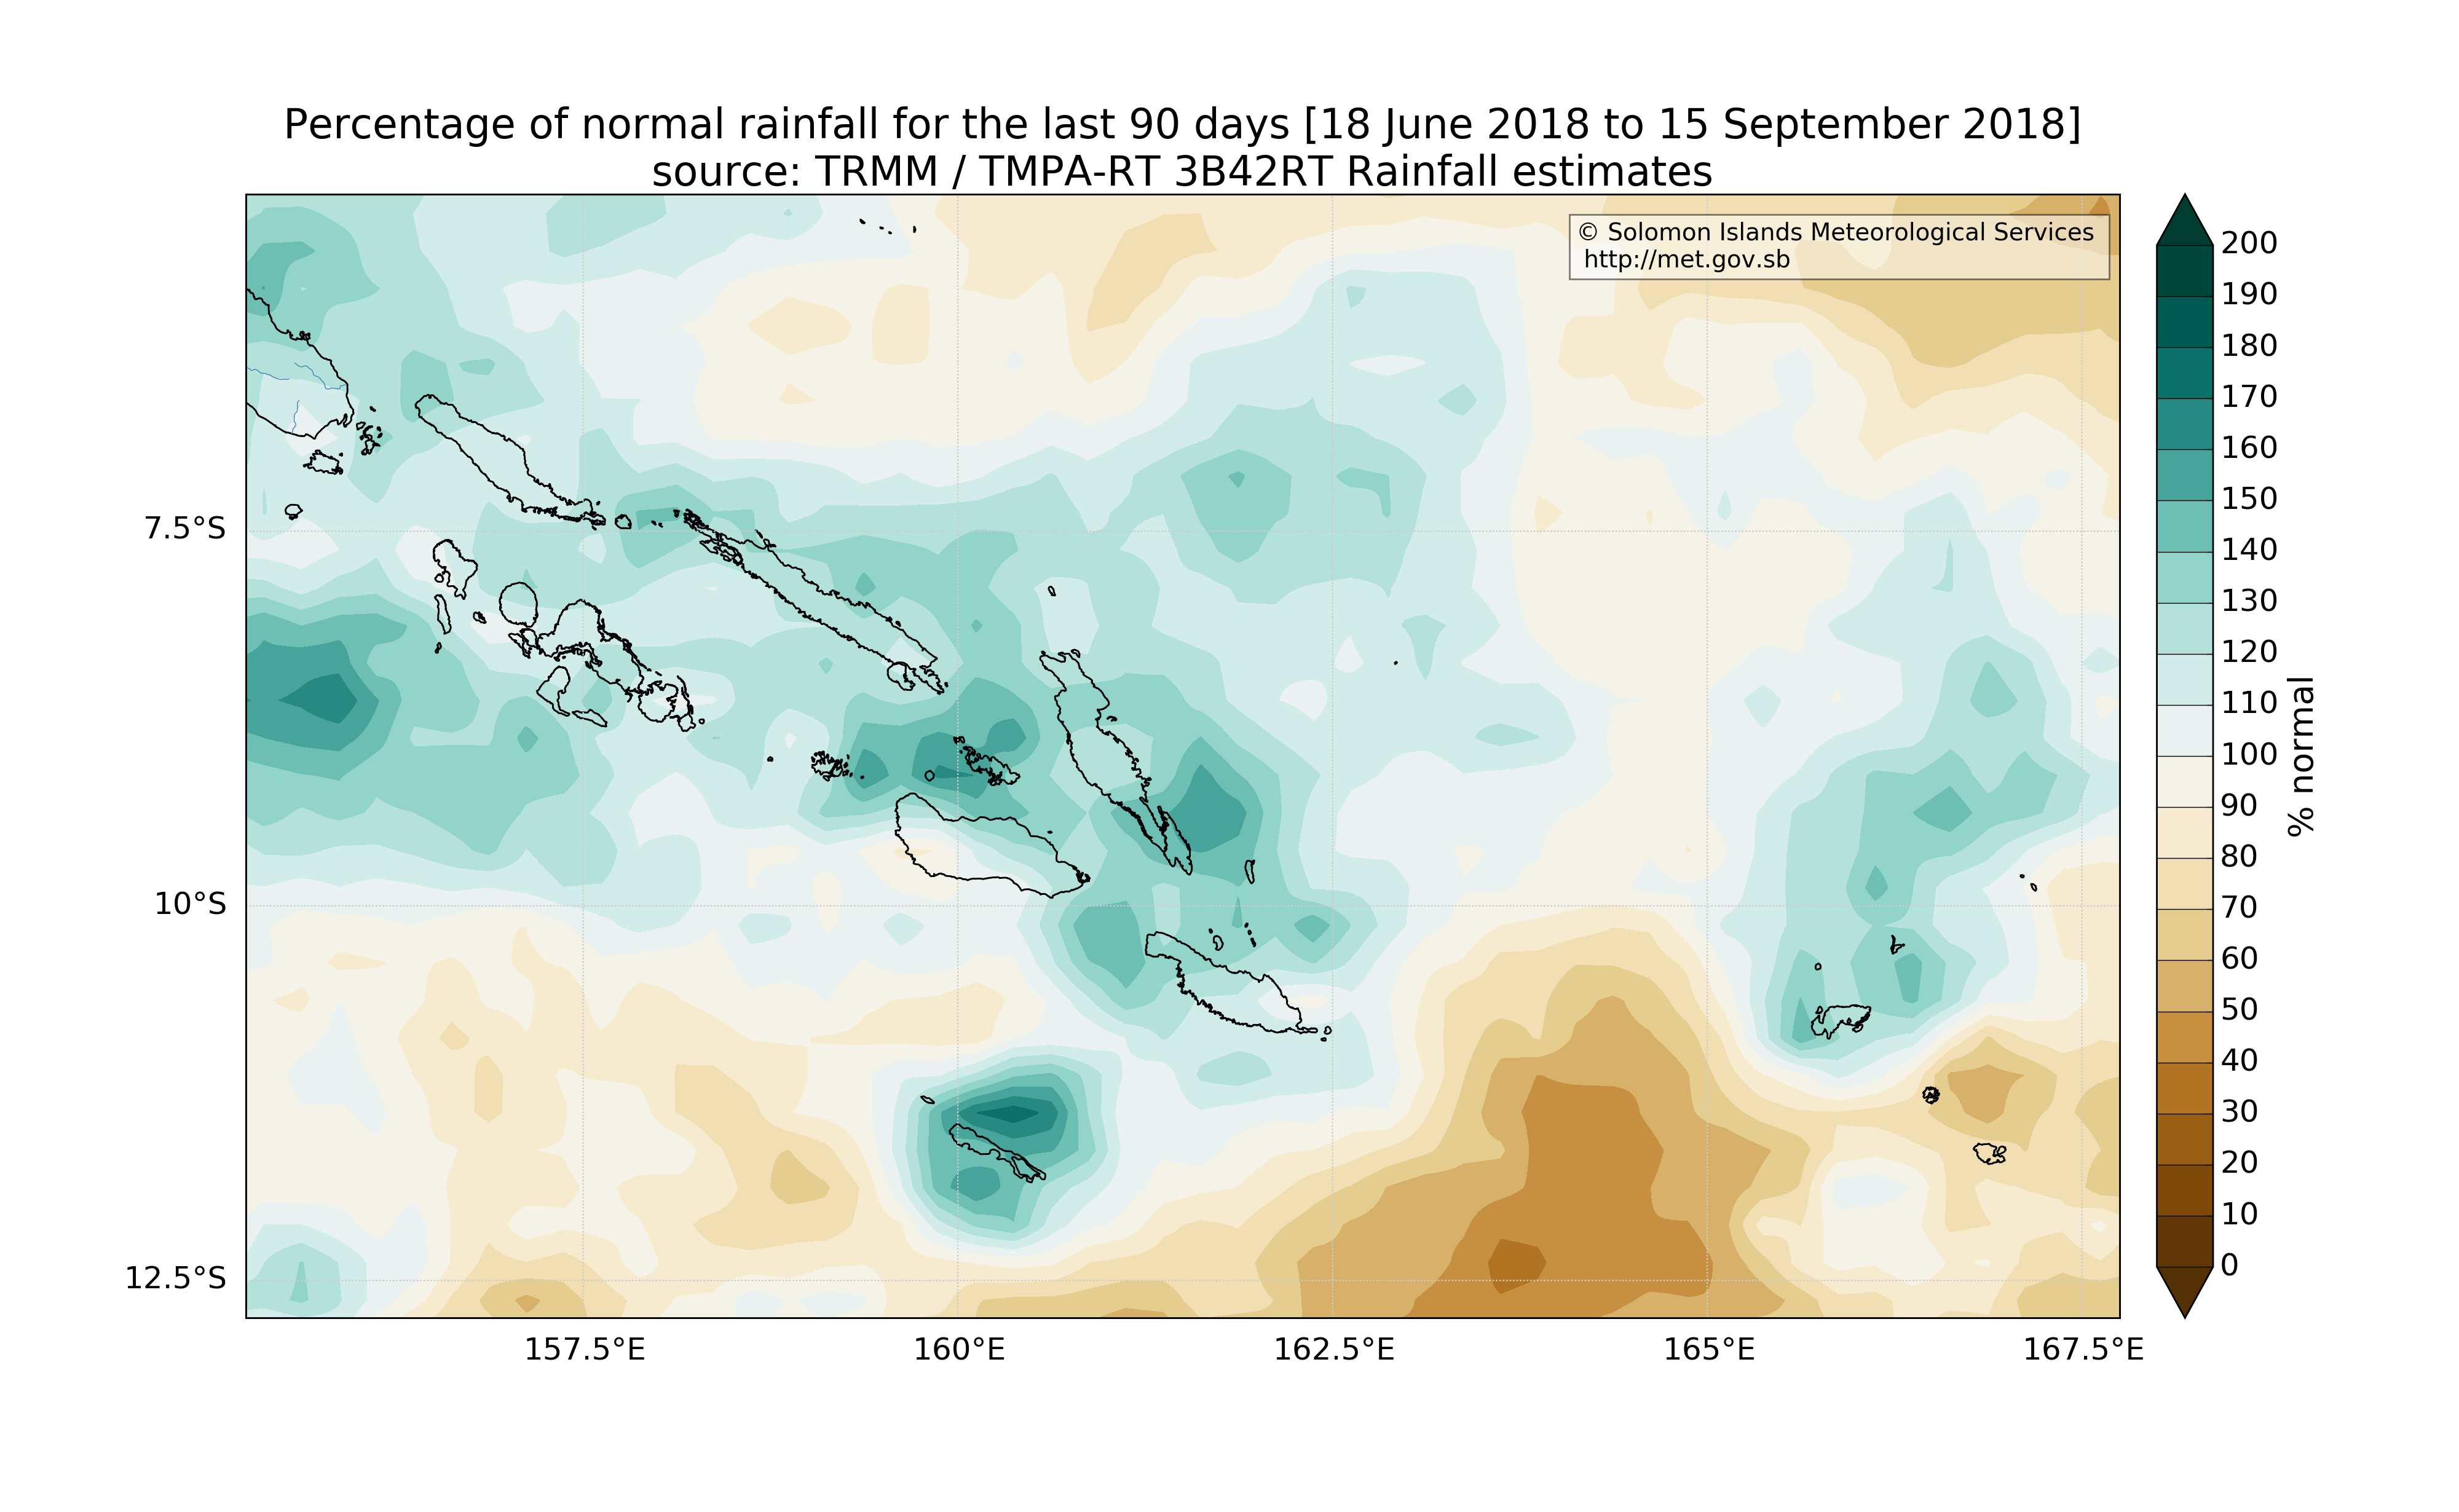 Percentage of normal rainfall for the last 90 days [18 June 2018 to 15 September 2018]
source: TRMM / TMPA-RT 3B42RT Rainfall estimates
© Solomon Islands Meteorological Services
http://met.gov.sb
7.5°S
10°S
12.5°S
157.5°E
160°E
162.5°E
165°E
167.5°E
200
190
180
170
160
150
140
130
120
110
100
90
80
70
60
50
40
30
20
10
0
% normal